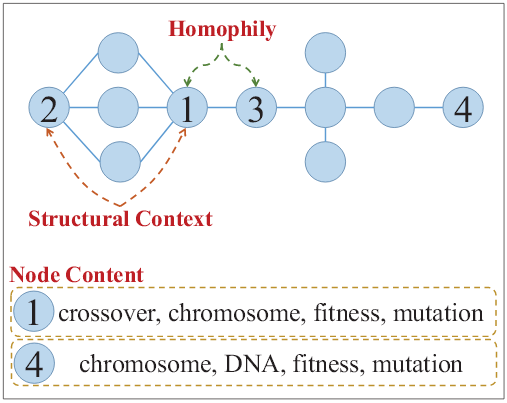 Homophily
2 1 3 4
Structural Context
Node Content
1 crossover, chromosome, fitness, mutation
4 chromosome, DNA, fitness, mutation